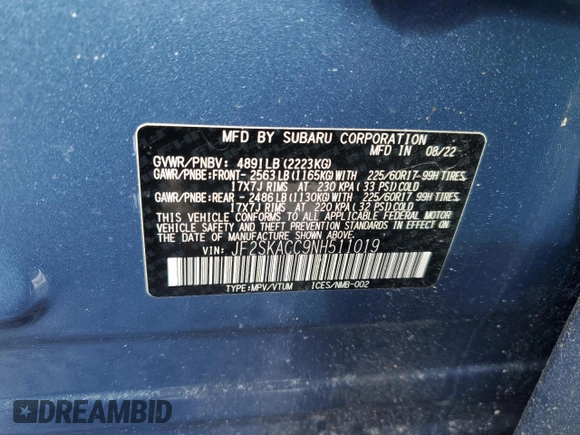 MFD BY SUBARU CORPORATION
MFD IN 08/22
GVWR/PNBV: 4891LB (2223KG)
GAWR/PNBE:FRONT- 2563LB (1165KG) WITH 225/60R17-99H TIRES,
17X7J RIMS AT 230 KPA (33 PSI) COLD
GAWR/PNBE:REAR - 2486LB (1130KG) WITH 225/60R17-99H TIRES,
17X7J RIMS AT 220 KPA (32 PSI) COLD
THIS VEHICLE CONFORMS TO ALL APPLICABLE FEDERAL MOTOR
VEHICLE SAFETY AND THEFT PREVENTION STANDARDS IN
EFFECT ON THE DATE OF MANUFACTURE SHOWN ABOVE.
VIN: JF2SKACC9NH511019
TYPE:MPV/VTUM ICES/NMB-002
DREAMBID